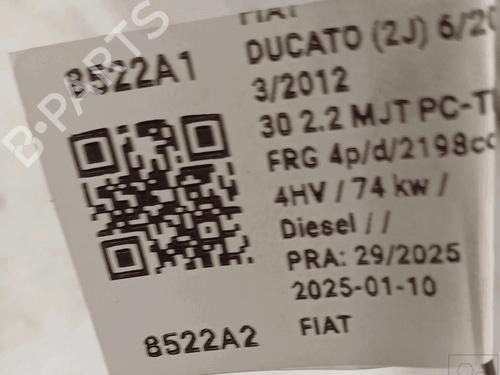 FIAT
8522A1
DUCATO (2J) 6/20
3/2012
30 2.2 MJT PC-T
FRG 4p/d/2198cc
4HV / 74 kw /
Diesel / /
PRA: 29/2025
2025-01-10
8522A2
FIAT
B-PARTS